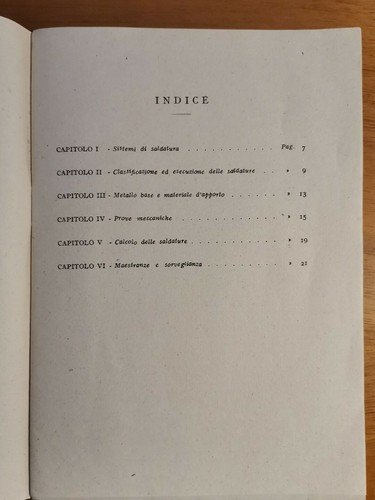 INDICE
CAPITOLO I - Sistemi di saldatura . . . . . . . . . . . . Pag. 7
CAPITOLO II - Classificazione ed esecuzione delle saldature . . » 9
CAPITOLO III - Metallo base e materiale d'apporto . . . . . . . » 13
CAPITOLO IV - Prove meccaniche . . . . . . . . . . . . . » 15
CAPITOLO V - Calcolo delle saldature . . . . . . . . . . . » 19
CAPITOLO VI - Maestranze e sorveglianza . . . . . . . . . » 21